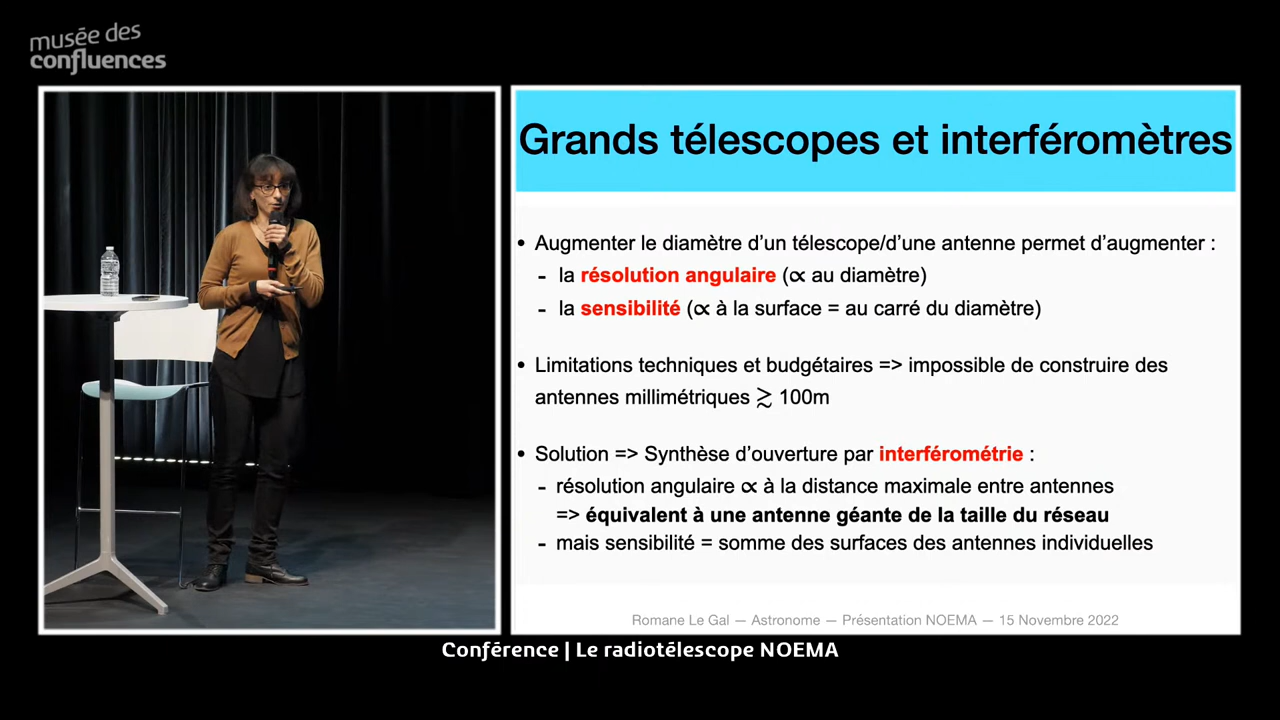 musée des
confluences
Grands télescopes et interféromètres
• Augmenter le diamètre d’un télescope/d’une antenne permet d’augmenter :
- la résolution angulaire (∝ au diamètre)
- la sensibilité (∝ à la surface = au carré du diamètre)
• Limitations techniques et budgétaires => impossible de construire des
antennes millimétriques ≳ 100m
• Solution => Synthèse d’ouverture par interférométrie :
- résolution angulaire ∝ à la distance maximale entre antennes
=> équivalent à une antenne géante de la taille du réseau
- mais sensibilité = somme des surfaces des antennes individuelles
Romane Le Gal — Astronome — Présentation NOEMA — 15 Novembre 2022
Conférence | Le radiotélescope NOEMA